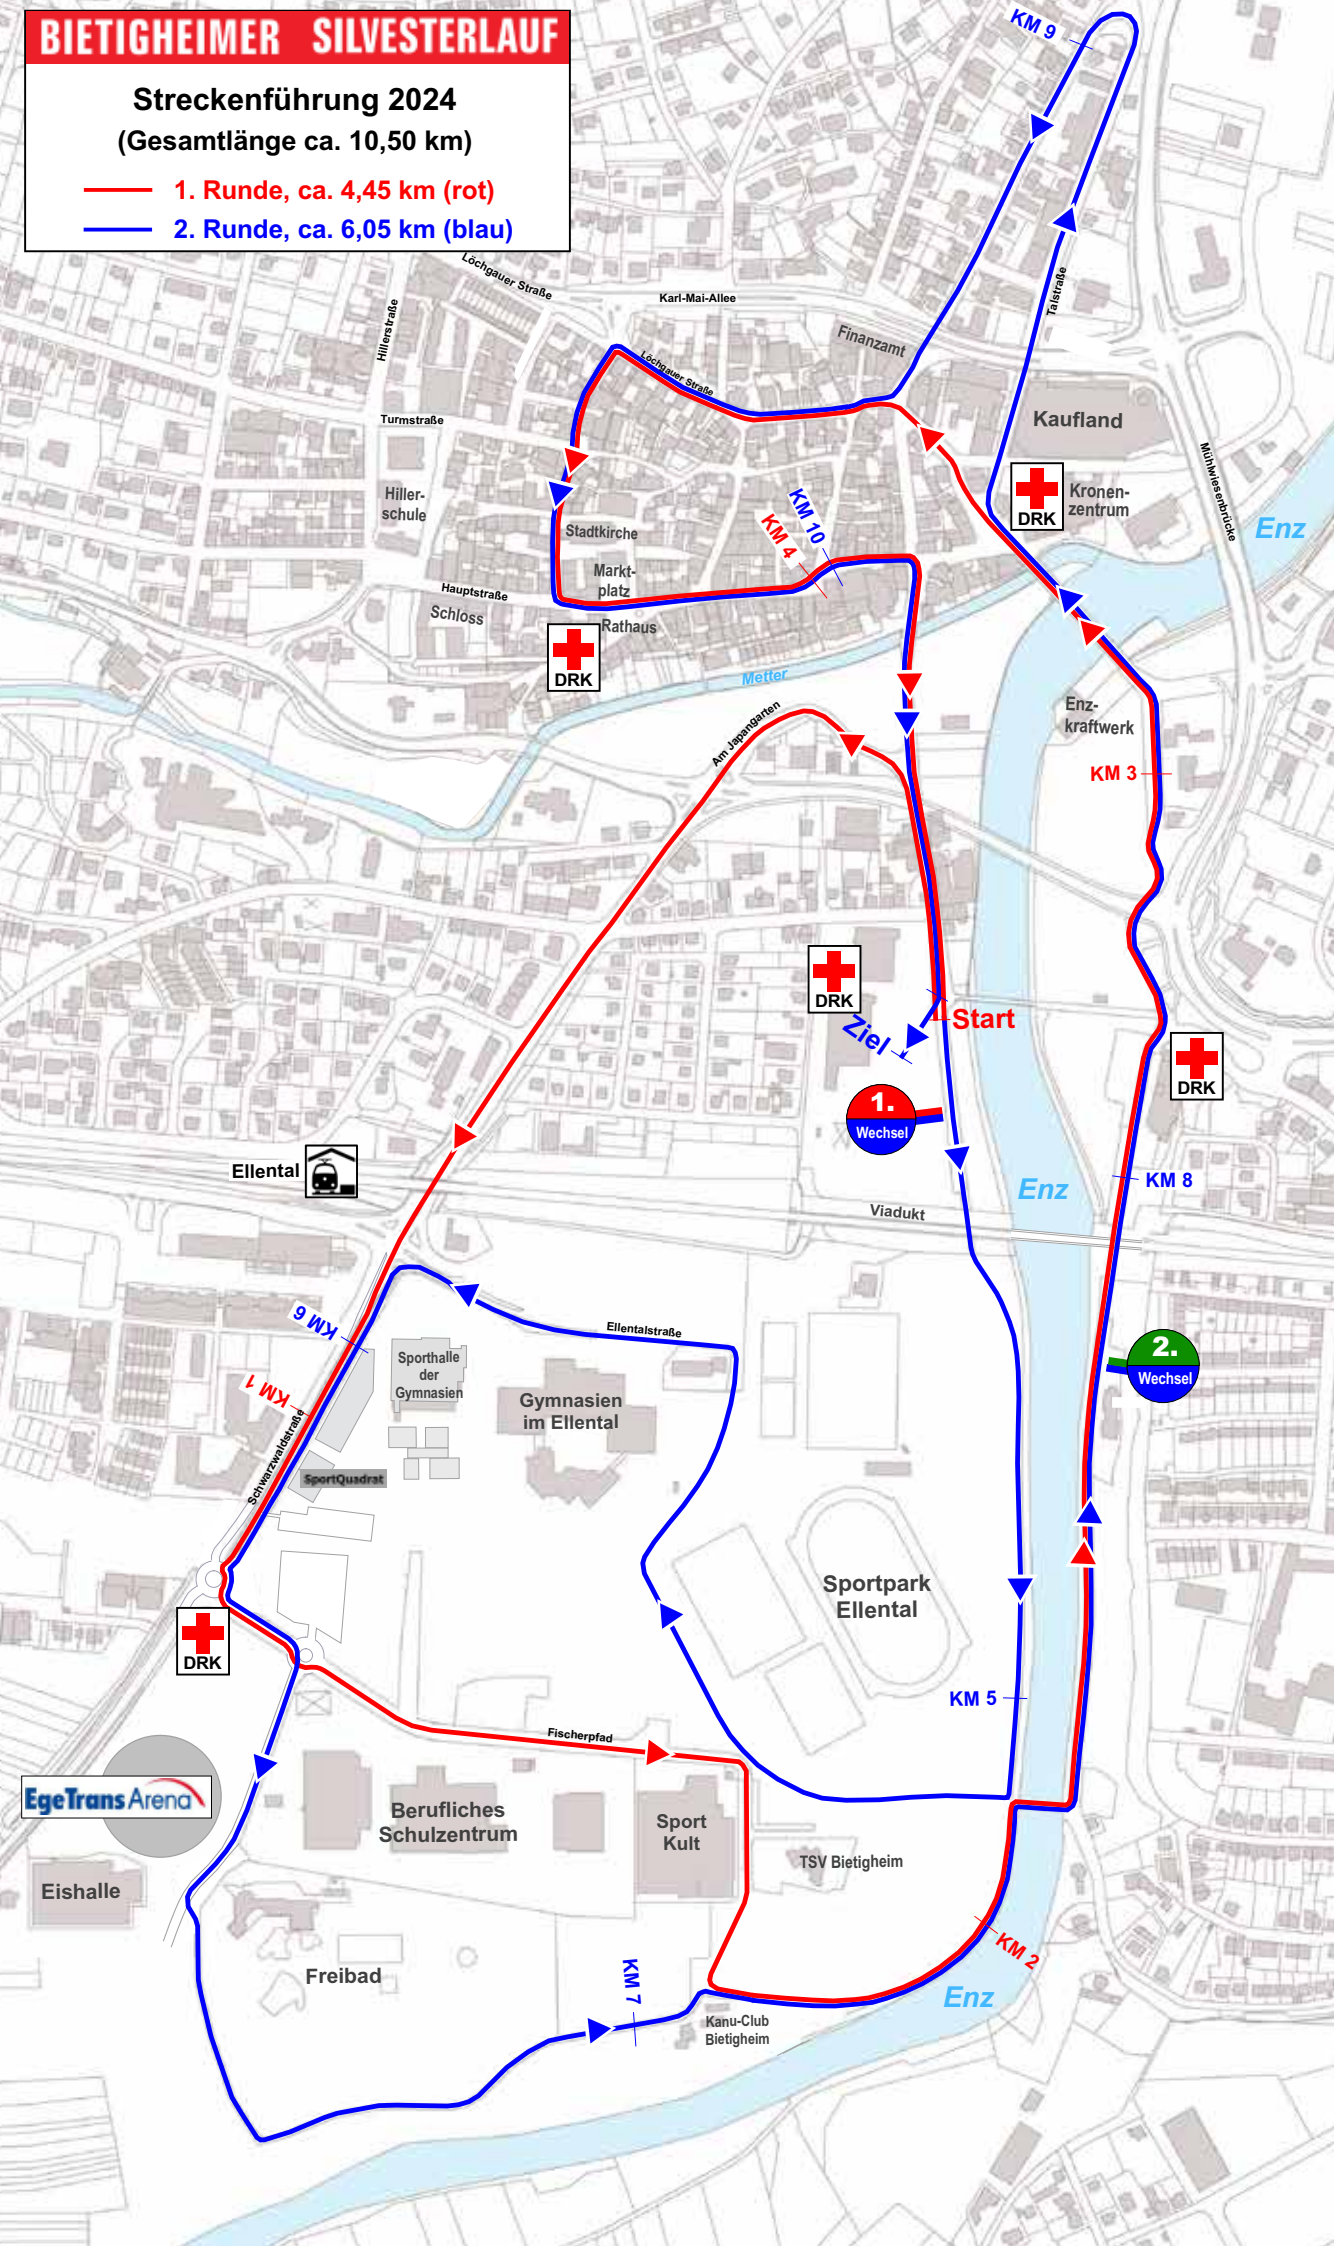 BIETIGHEIMER SILVESTERLAUF
Streckenführung 2024
(Gesamtlänge ca. 10,50 km)
1. Runde, ca. 4,45 km (rot)
2. Runde, ca. 6,05 km (blau)
KM 9
Löchgauer Straße
Karl-Mai-Allee
Talstraße
Hillerstraße
Finanzamt
Löchgauer Straße
Turmstraße
Kaufland
Mühlwiesenbrücke
Hiller-
schule
Kronen-
zentrum
DRK
KM 10
KM 4
Enz
Stadtkirche
Markt-
platz
Hauptstraße
Schloss
Rathaus
DRK
Metter
Am Japangarten
Enz-
kraftwerk
KM 3
DRK
Start
Ziel
DRK
1.
Wechsel
Ellental
Enz
KM 8
Viadukt
KM 6
Ellentalstraße
Sporthalle
der
Gymnasien
2.
Wechsel
KM 1
Gymnasien
im Ellental
Schwarzwaldstraße
SportQuadrat
Sportpark
Ellental
DRK
KM 5
Fischerpfad
EgeTrans Arena
Berufliches
Schulzentrum
Sport
Kult
TSV Bietigheim
Eishalle
KM 2
Freibad
KM 7
Enz
Kanu-Club
Bietigheim